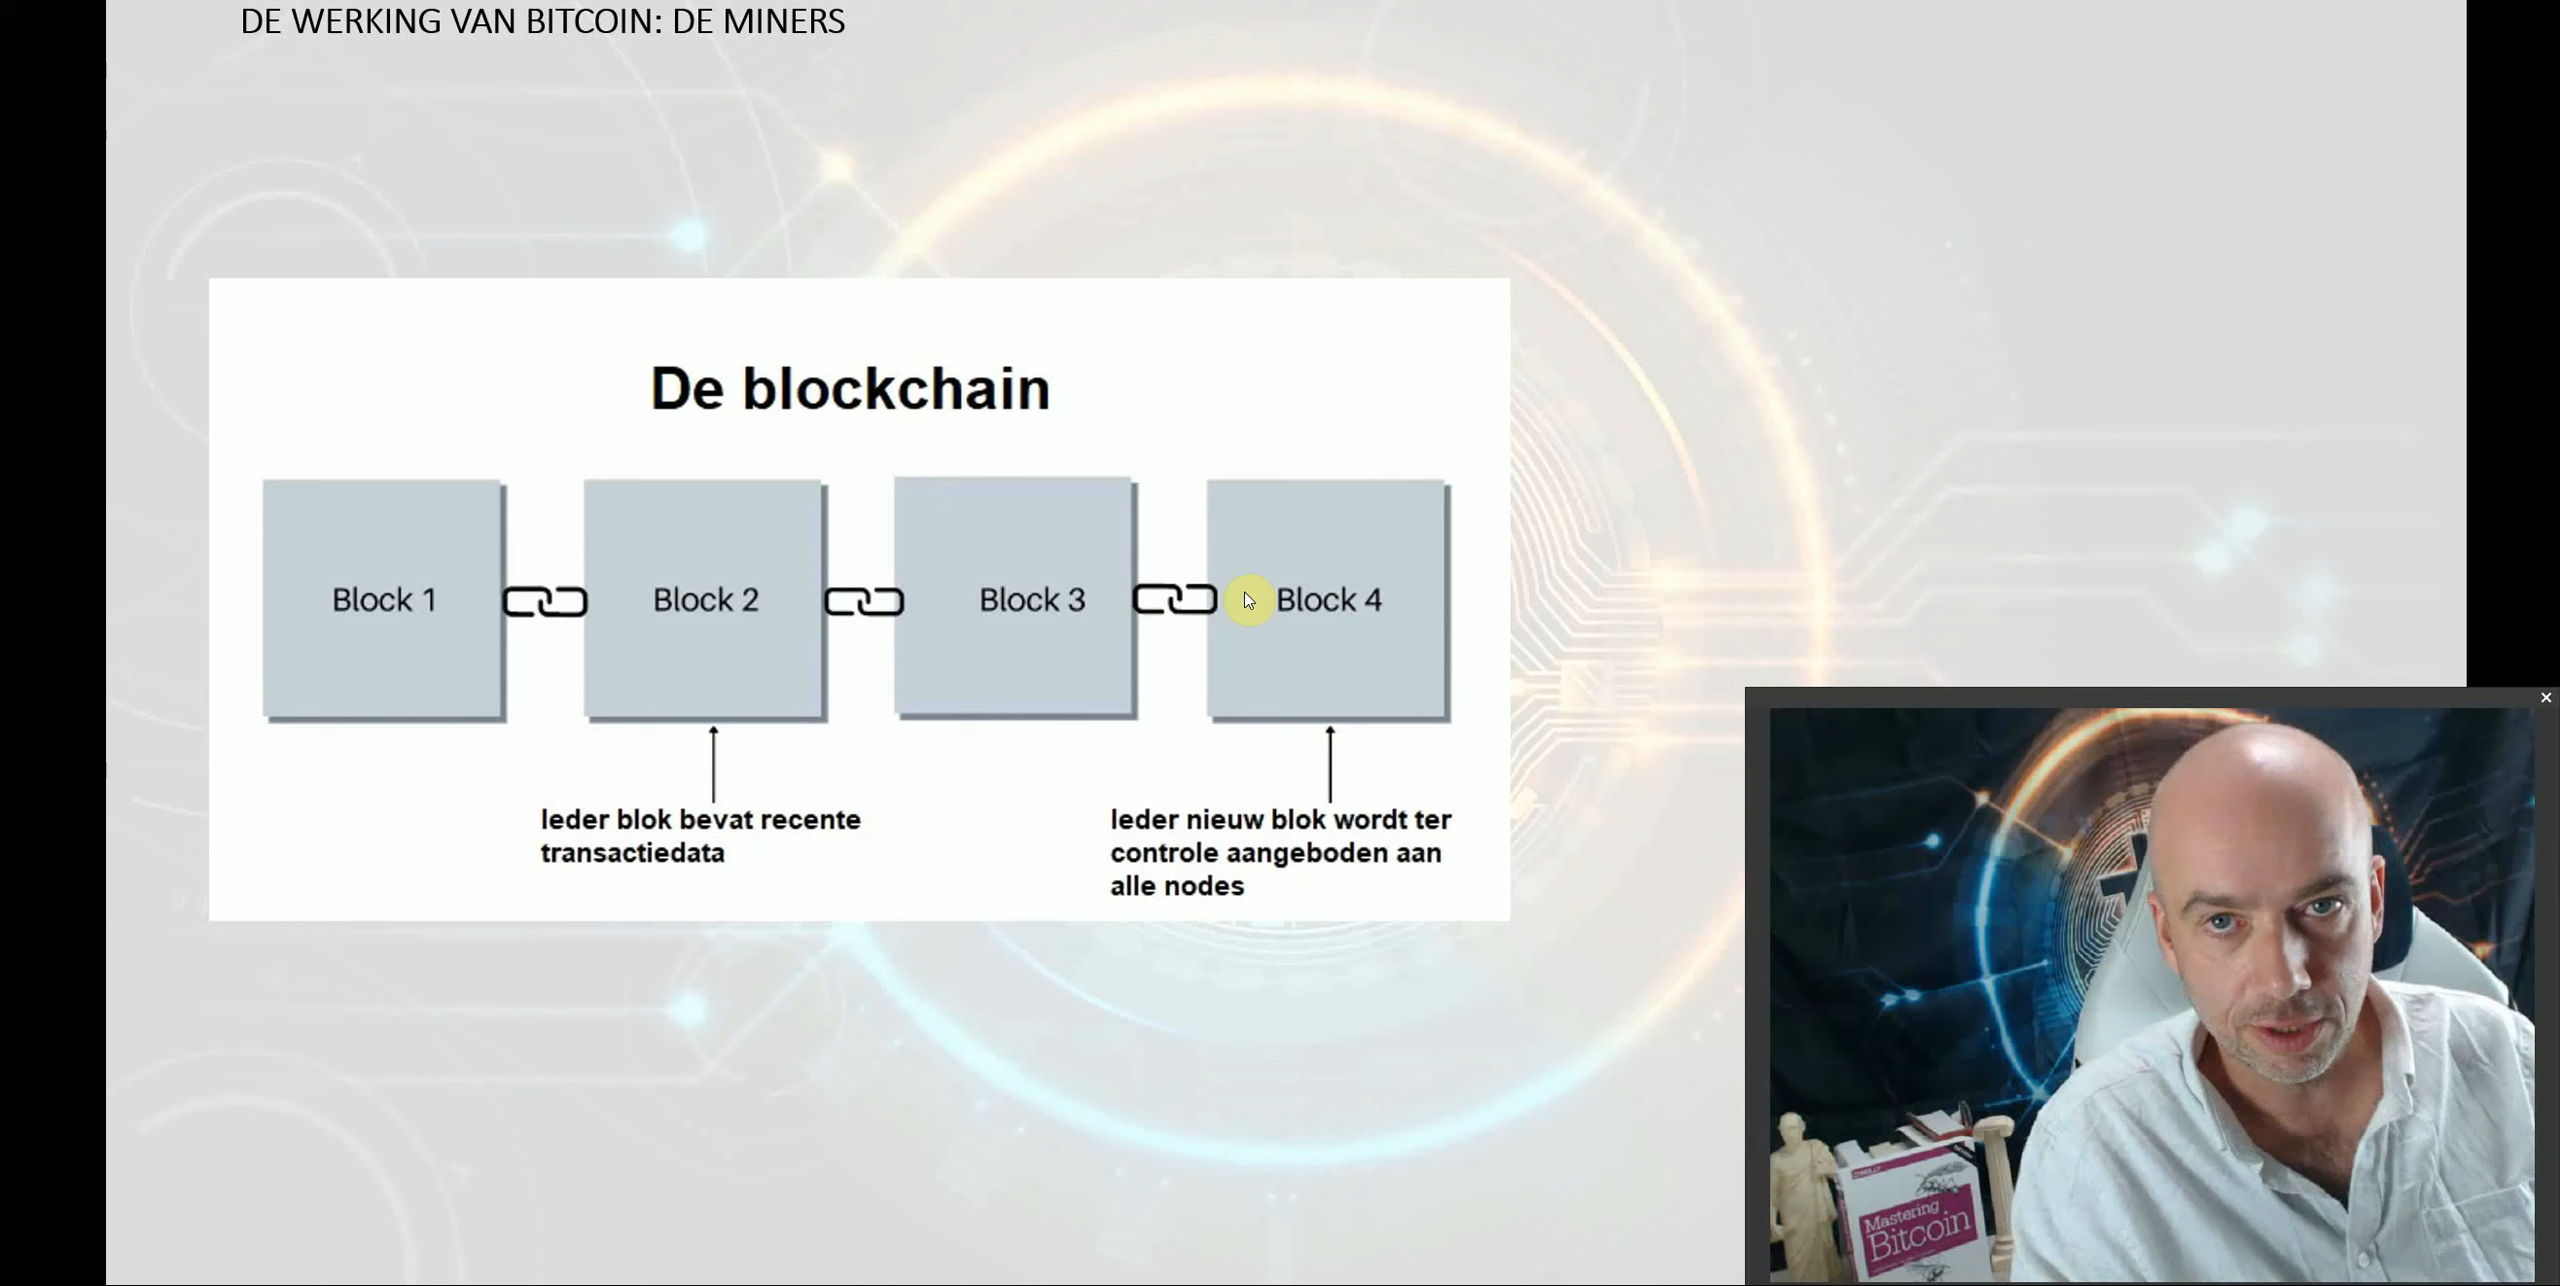 DE WERKING VAN BITCOIN: DE MINERS
De blockchain
Block 1
Block 2
Block 3
Block 4
Ieder blok bevat recente
transactiedata
Ieder nieuw blok wordt ter
controle aangeboden aan
alle nodes
O'REILLY
Mastering
Bitcoin